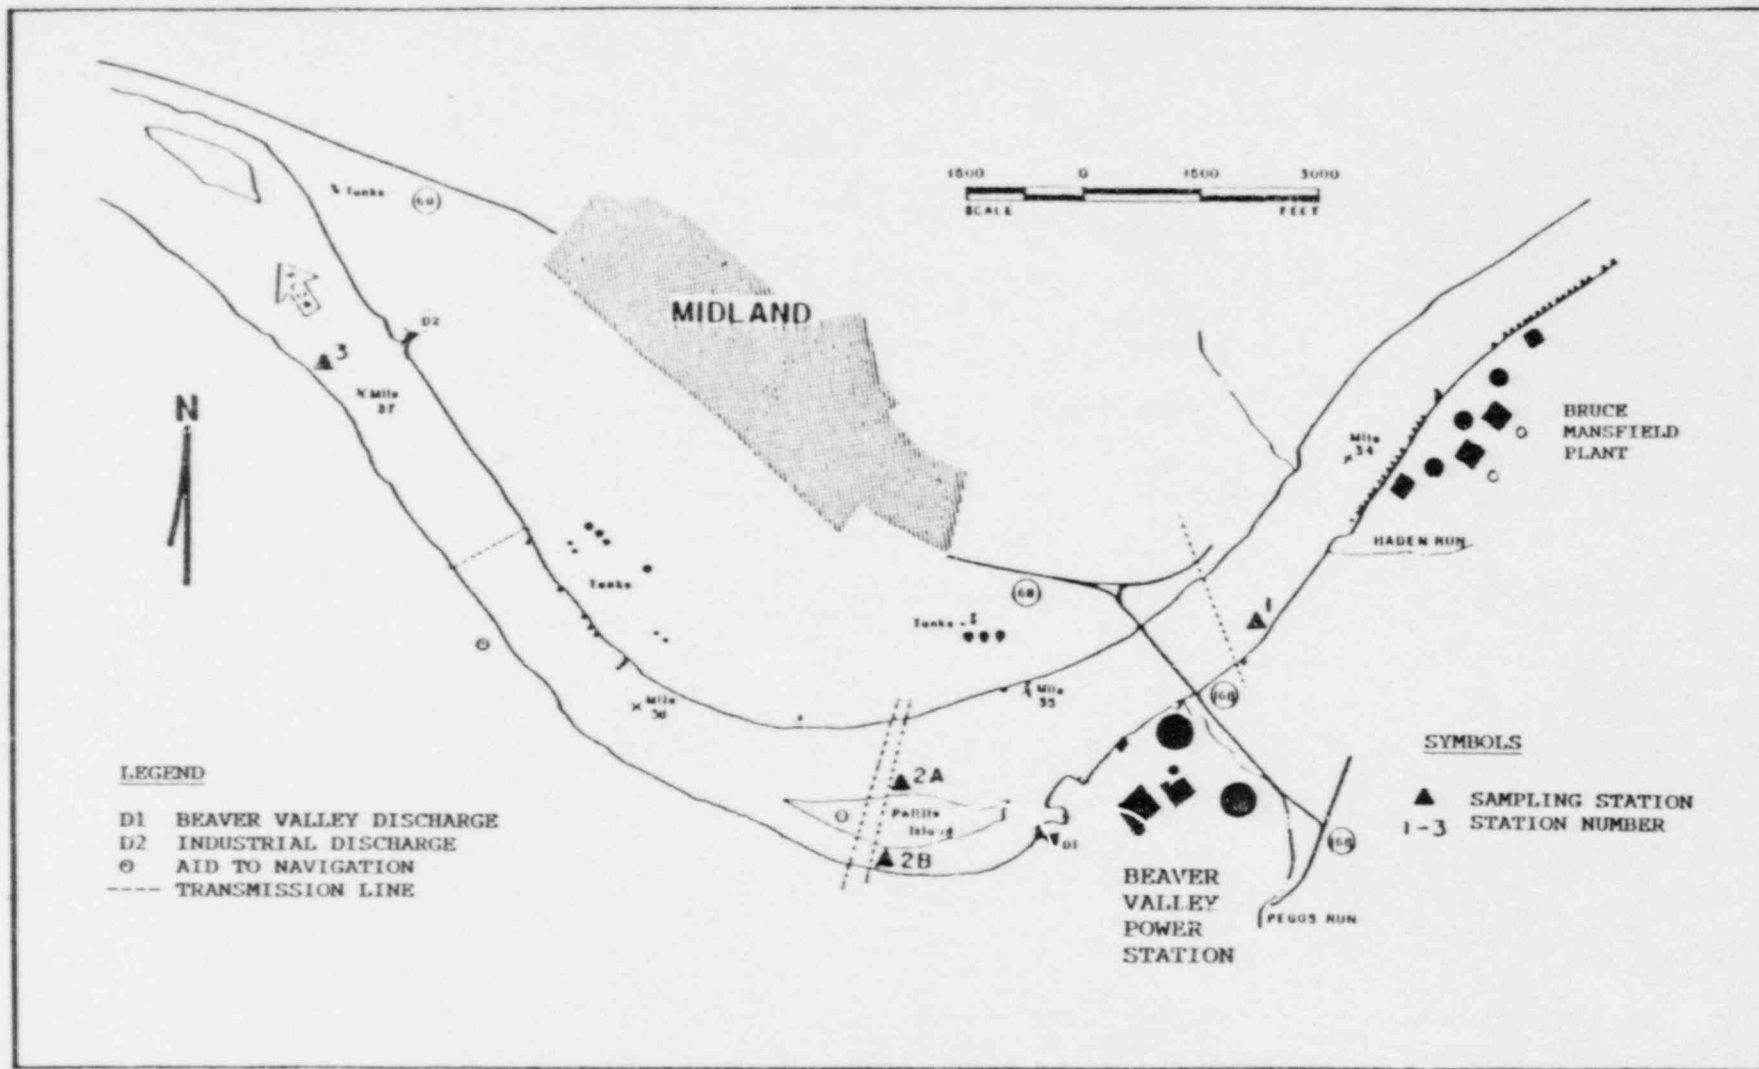 1600 0 1600 3000
SCALE FEET
Tanks
68
MIDLAND
D2
3
Mile
37
N
BRUCE
MANSFIELD
PLANT
Mile
34
HADEN RUN
1
68
Tanks
Tanks
Mile
35
168
Mile
36
2A
Island
2B
D1
168
PEGGS RUN
BEAVER
VALLEY
POWER
STATION
LEGEND
D1 BEAVER VALLEY DISCHARGE
D2 INDUSTRIAL DISCHARGE
AID TO NAVIGATION
TRANSMISSION LINE
SYMBOLS
SAMPLING STATION
1-3 STATION NUMBER